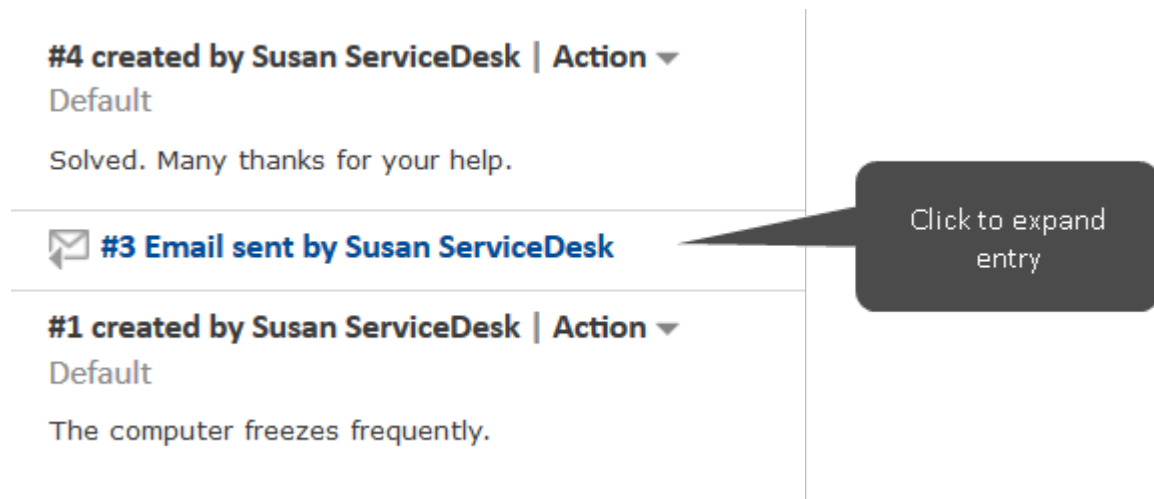 #4 created by Susan ServiceDesk | Action
Default
Solved. Many thanks for your help.
#3 Email sent by Susan ServiceDesk
Click to expand
entry
#1 created by Susan ServiceDesk | Action
Default
The computer freezes frequently.